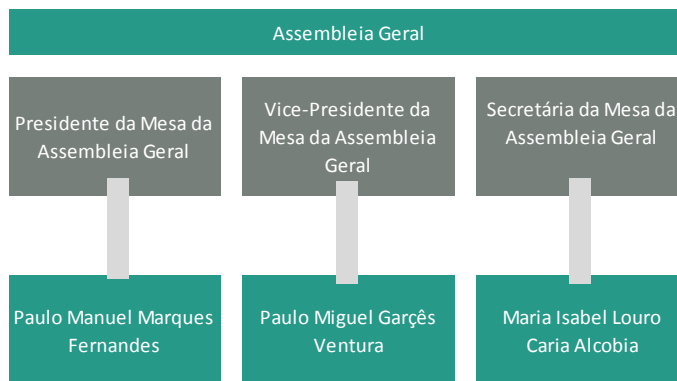 Assembleia Geral
Presidente da Mesa da
Assembleia Geral
Vice-Presidente da
Mesa da Assembleia
Geral
Secretária da Mesa da
Assembleia Geral
Paulo Manuel Marques
Fernandes
Paulo Miguel Garçês
Ventura
Maria Isabel Louro
Caria Alcobia